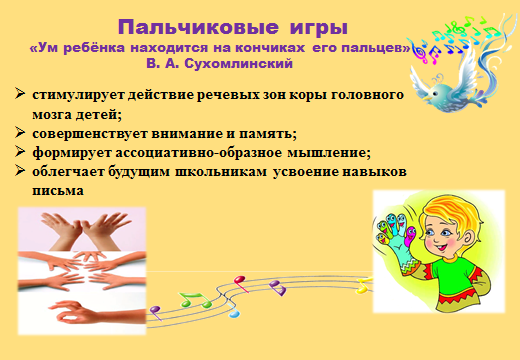 Пальчиковые игры
«Ум ребёнка находится на кончиках его пальцев»
В. А. Сухомлинский
➢ стимулирует действие речевых зон коры головного
мозга детей;
➢ совершенствует внимание и память;
➢ формирует ассоциативно-образное мышление;
➢ облегчает будущим школьникам усвоение навыков
письма